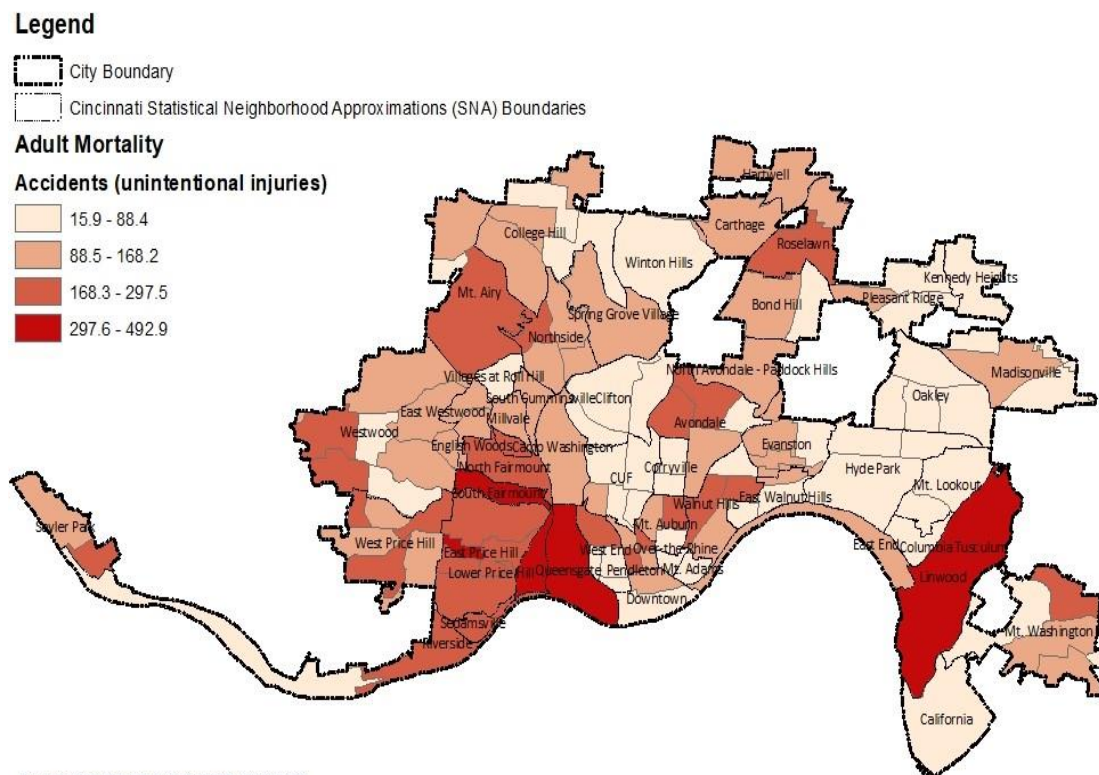 Legend
City Boundary
Cincinnati Statistical Neighborhood Approximations (SNA) Boundaries
Adult Mortality
Accidents (unintentional injuries)
15.9 - 88.4
88.5 - 168.2
168.3 - 297.5
297.6 - 492.9
Hartwell
Carthage
College Hill
Roselawn
Winton Hills
Kennedy Heights
Mt. Airy
Pleasant Ridge
Bond Hill
Spring Grove Village
Northside
North Avondale - Paddock Hills
Madisonville
Villages at Roll Hill
Oakley
South Cumminsville
Clifton
East Westwood
Millvale
Avondale
Westwood
English Woods
Camp Washington
Evanston
North Fairmount
Corryville
Hyde Park
CUF
Mt. Lookout
South Fairmount
Walnut Hills
East Walnut Hills
Sayler Park
Mt. Auburn
West Price Hill
East Price Hill
West End
Over-the-Rhine
East End
Columbia Tusculum
Lower Price Hill
Queensgate
Pendleton
Mt. Adams
Linwood
Downtown
Sedamsville
Riverside
Mt. Washington
California